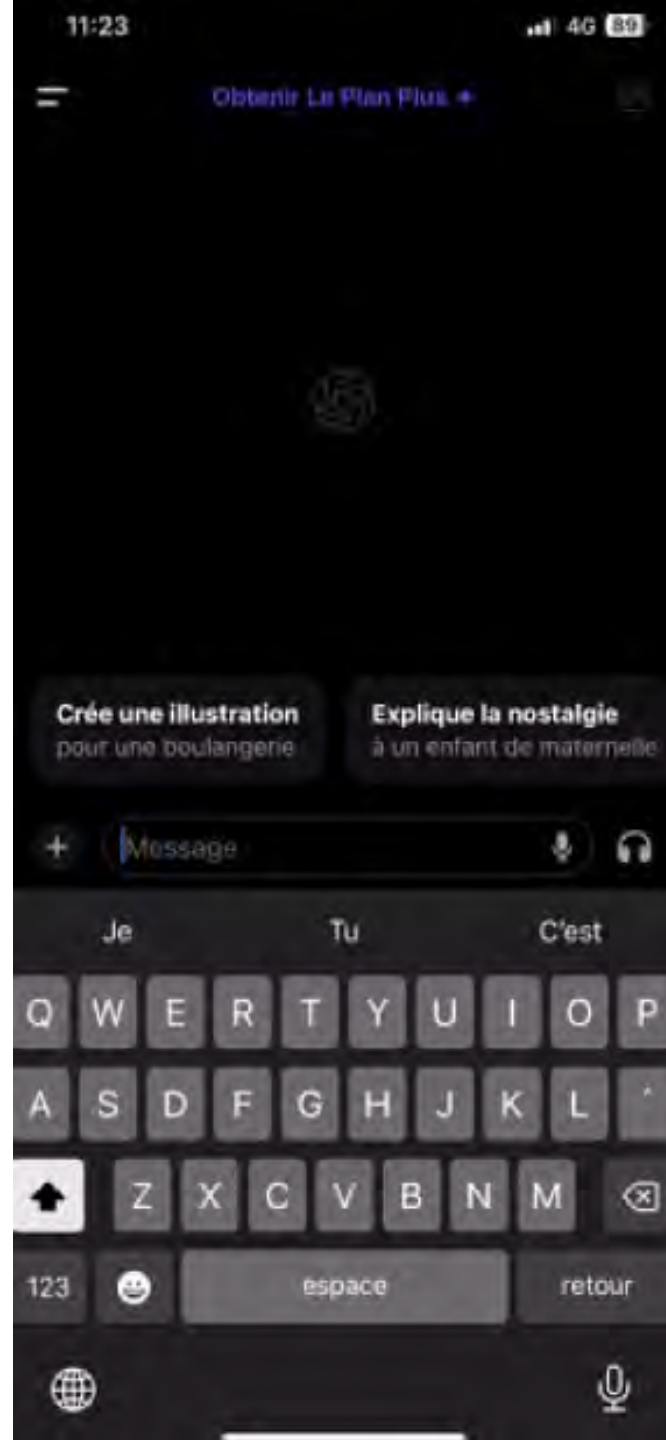 11:23
4G 89
Obtenir Le Plan Plus +
Crée une illustration
pour une boulangerie
Explique la nostalgie
à un enfant de maternelle
Message
Je Tu C'est
Q W E R T Y U I O P
A S D F G H J K L ^
Z X C V B N M
123 espace retour